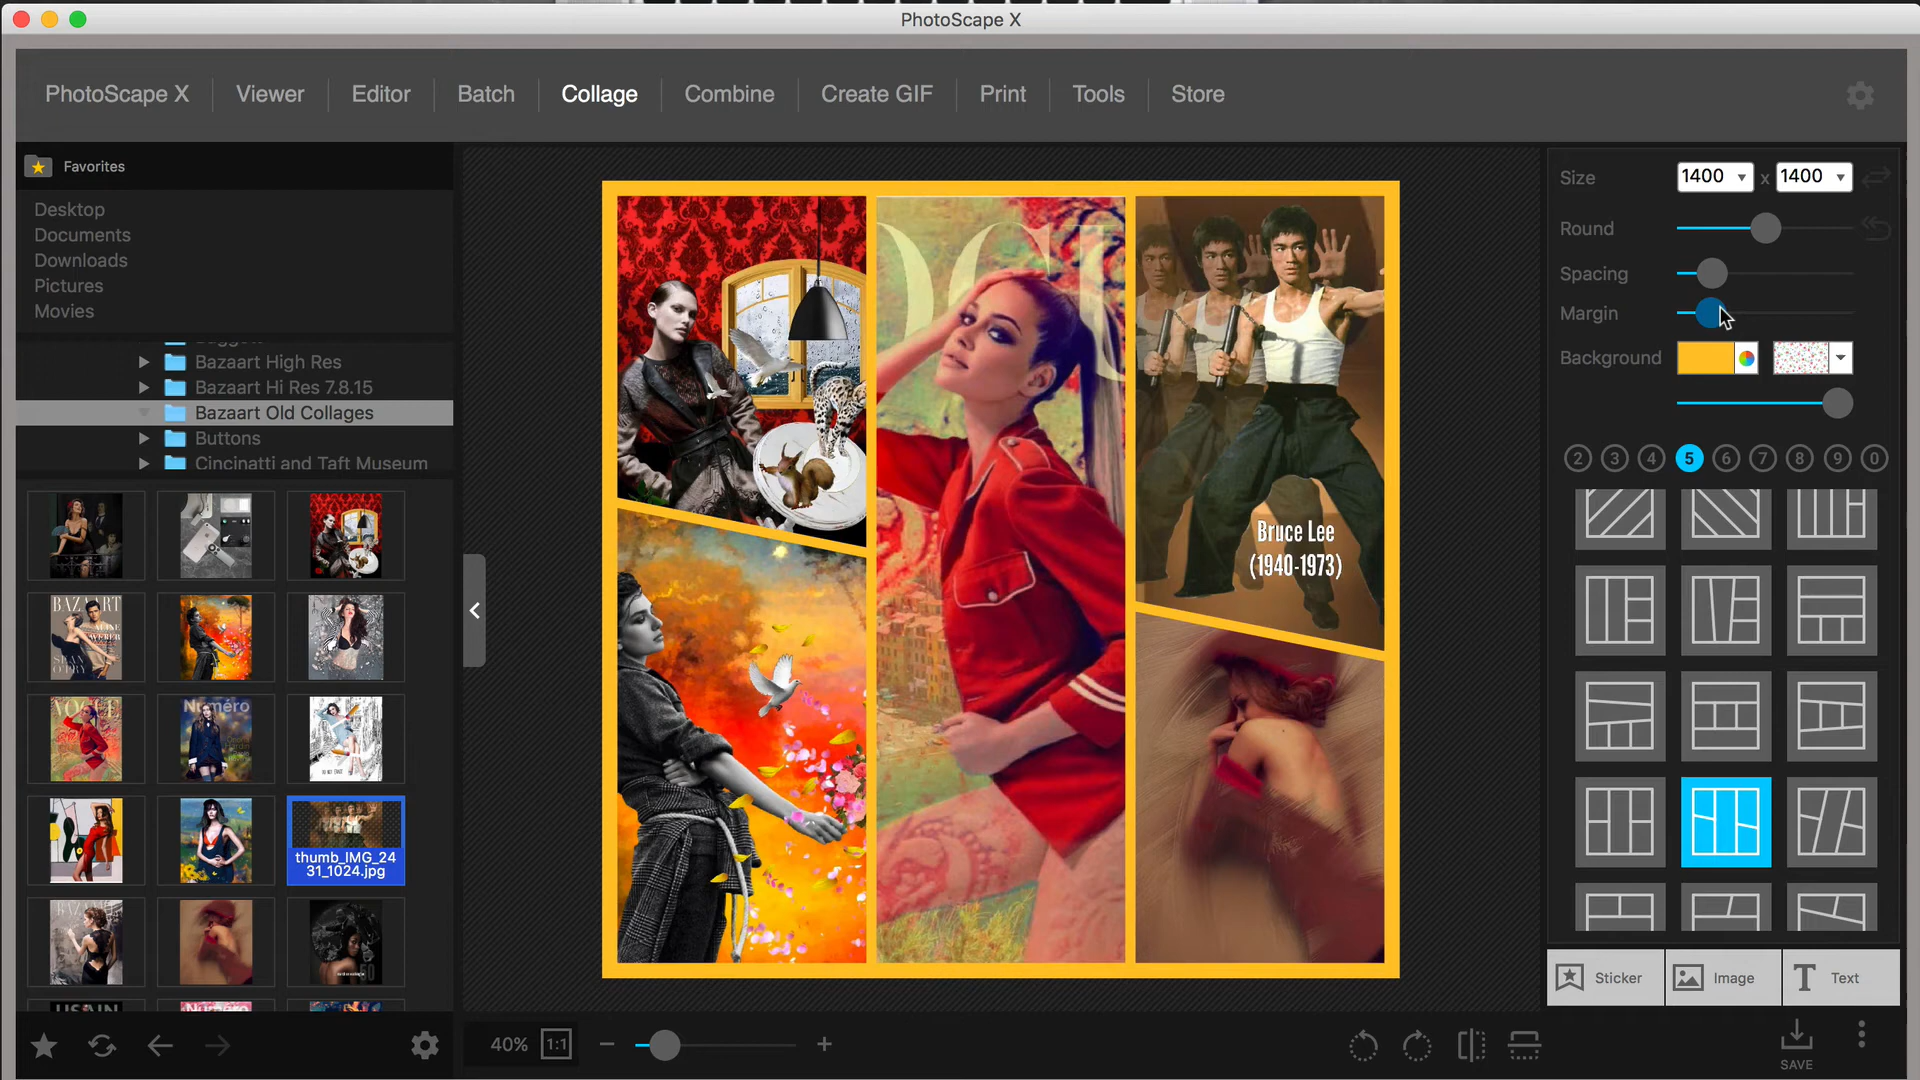 PhotoScape X
PhotoScape X
Viewer
Editor
Batch
Collage
Combine
Create GIF
Print
Tools
Store
Favorites
Desktop
Documents
Downloads
Pictures
Movies
Bazaart High Res
Bazaart Hi Res 7.8.15
Bazaart Old Collages
Buttons
Cincinatti and Taft Museum
BAZAART
VOGUE
Numéro
thumb_IMG_24
31_1024.jpg
Bruce Lee
(1940-1973)
Size
1400
x
1400
Round
Spacing
Margin
Background
2
3
4
5
6
7
8
9
0
Sticker
Image
Text
40%
1:1
SAVE